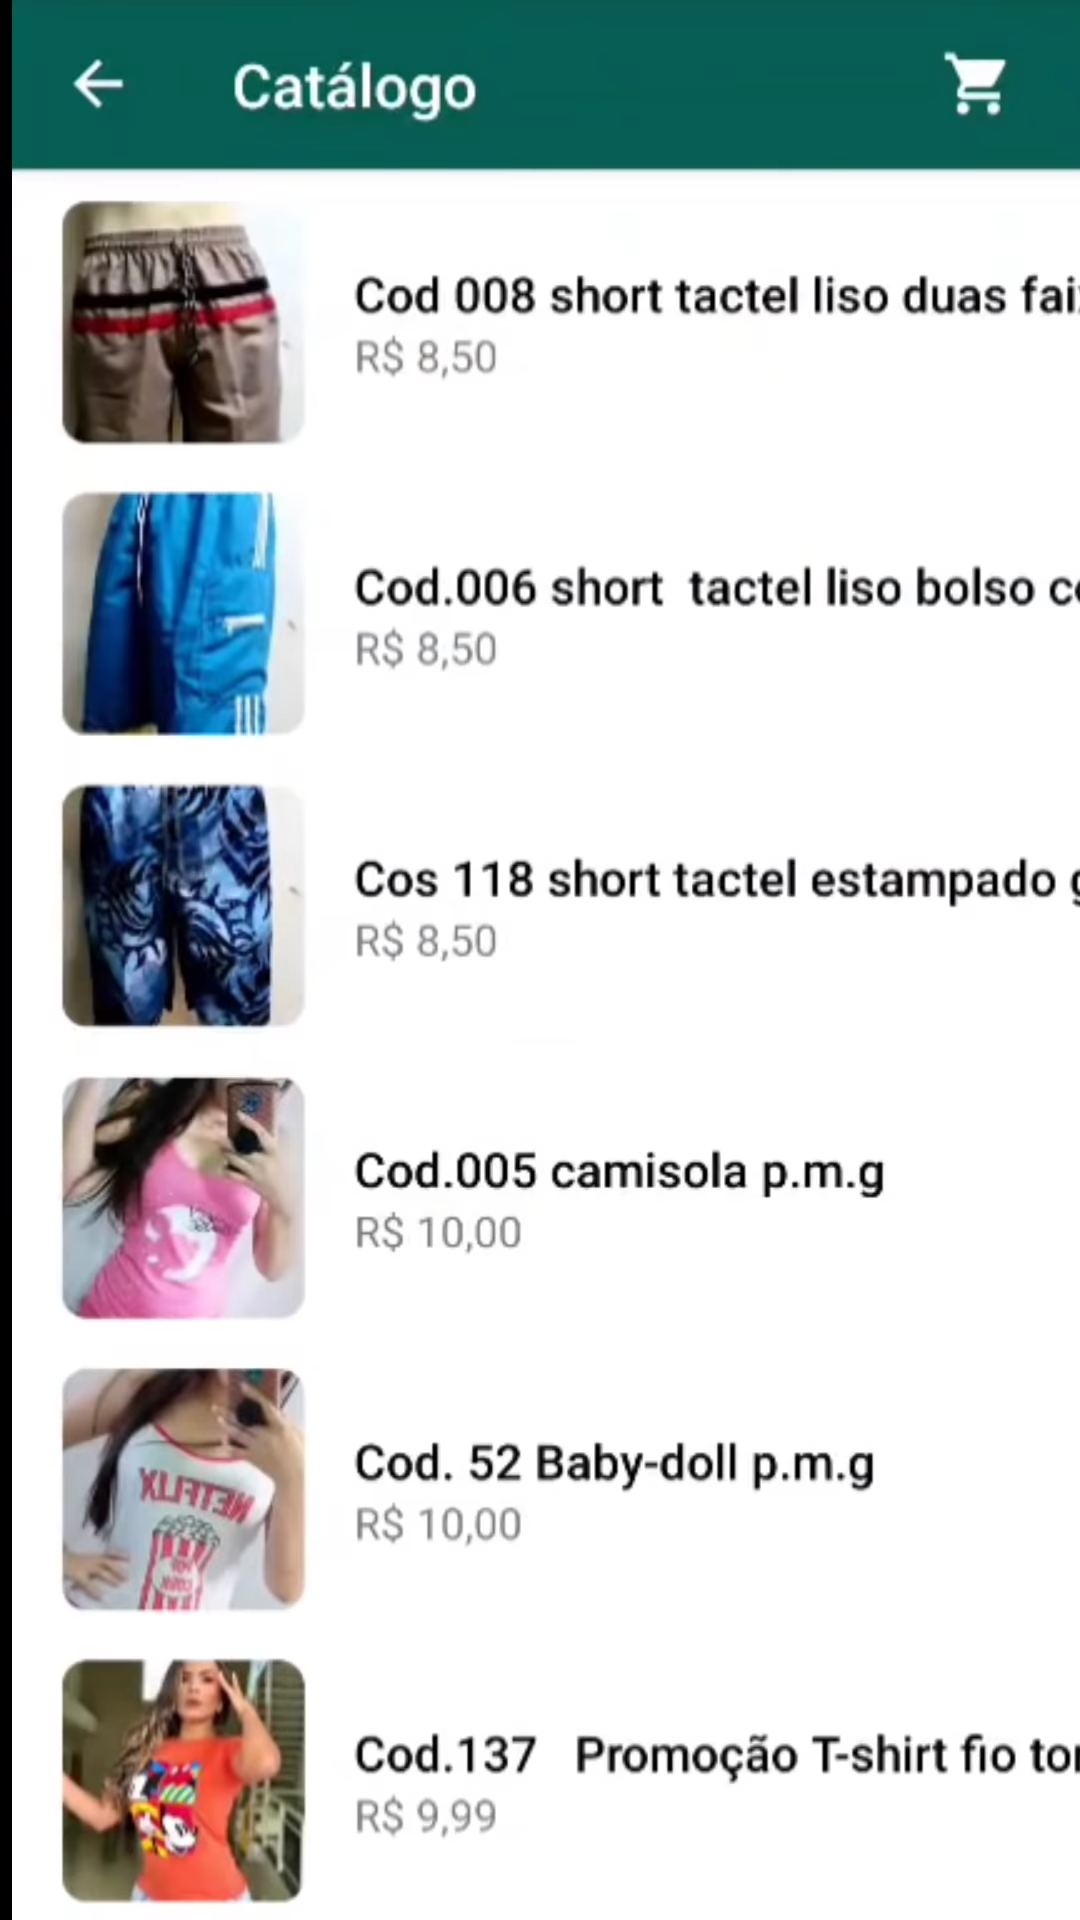 Catálogo
Cod 008 short tactel liso duas
R$ 8,50
Cod.006 short tactel liso bolso
R$ 8,50
Cos 118 short tactel estampado
R$ 8,50
Cod.005 camisola p.m.g
R$ 10,00
Cod. 52 Baby-doll p.m.g
R$ 10,00
NETFLIX
Cod.137 Promoção T-shirt fio
R$ 9,99